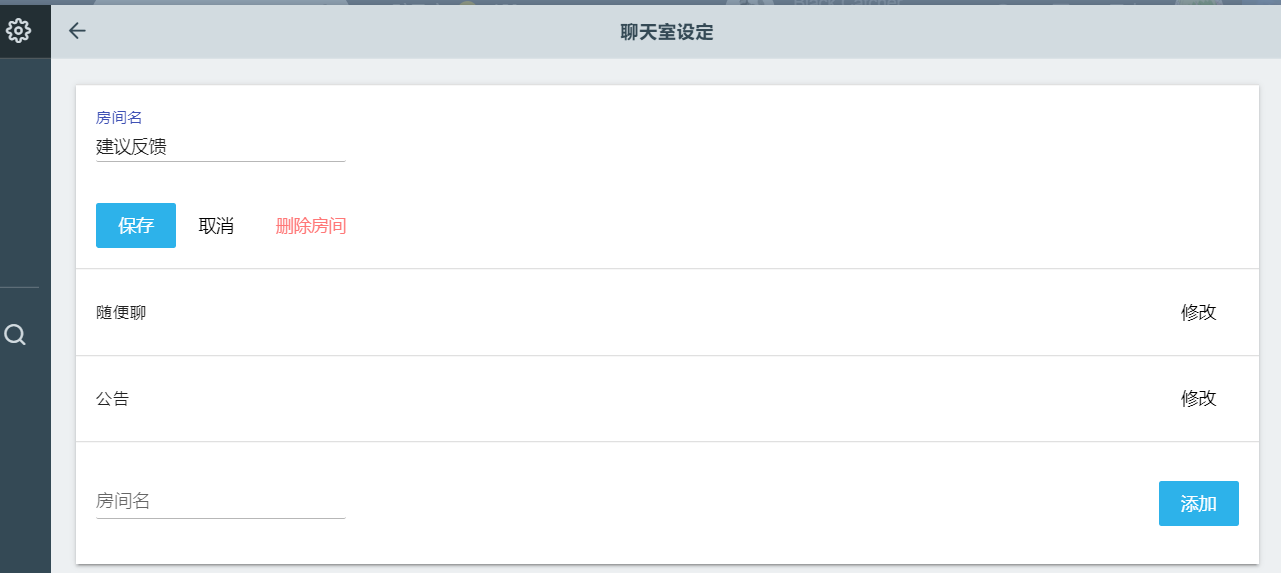 聊天室设定
房间名
建议反馈
保存 取消 删除房间
随便聊 修改
公告 修改
房间名 添加